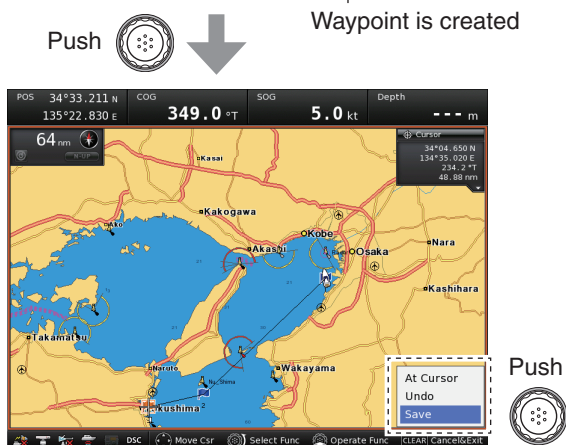 Waypoint is created
Push
POS 34°33.211 N
135°22.830 E
COG
349.0 °T
SOG
5.0 kt
Depth
--- m
64 nm
N-UP
Cursor
34°04.650 N
134°35.020 E
234.2 °T
48.88 nm
Kasai
Kakogawa
Ako
Kobe
Akashi
Osaka
Nara
Kashihara
Takamatsu
Naruto
Wakayama
Nu. Shima
kushima
At Cursor
Undo
Save
Push
DSC
Move Csr
Select Func
Operate Func
CLEAR Cancel&Exit